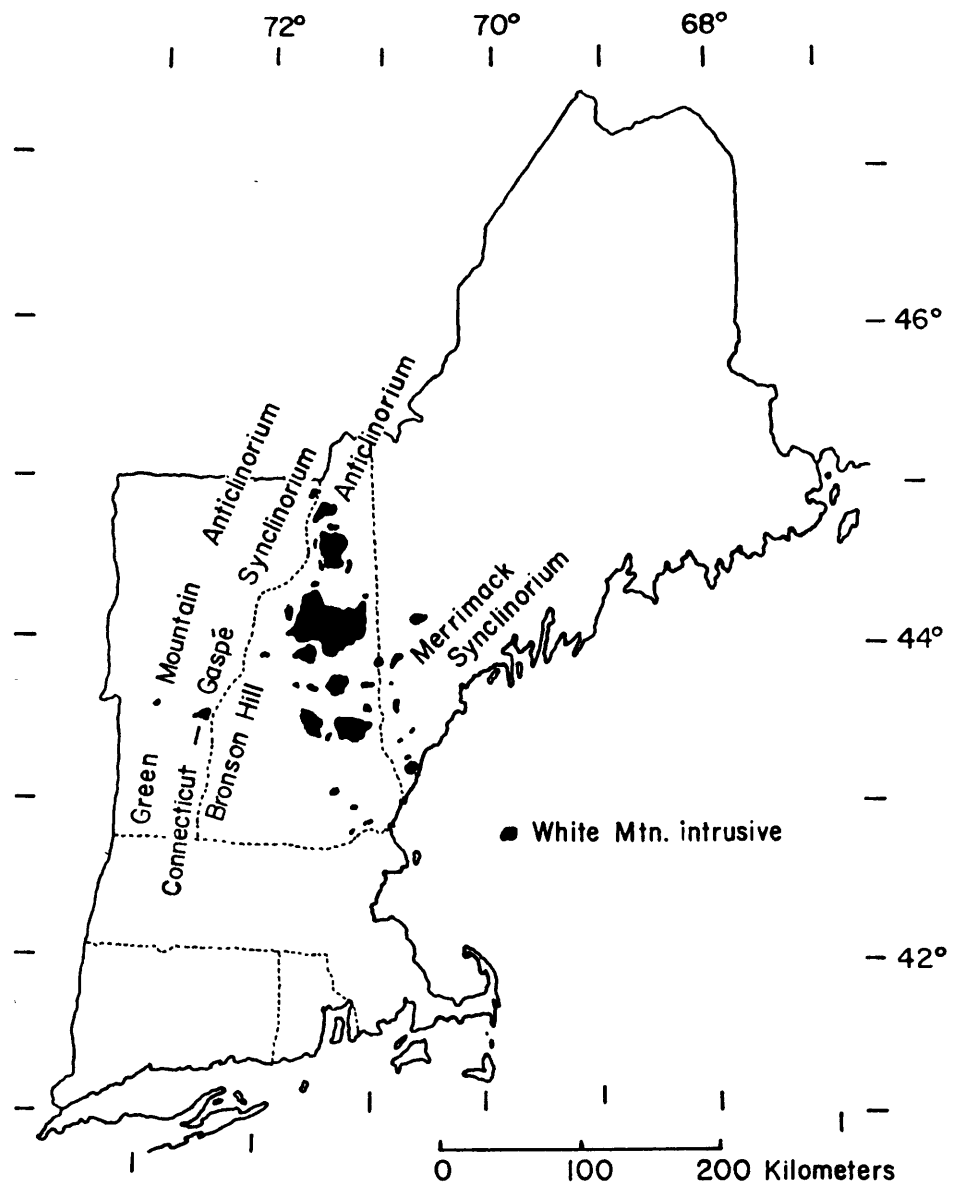 72° 70° 68°
46°
Green Mountain Anticlinorium
Connecticut – Gaspé Synclinorium
Bronson Hill Anticlinorium
Merrimack
Synclinorium
44°
White Mtn. intrusive
42°
0 100 200 Kilometers